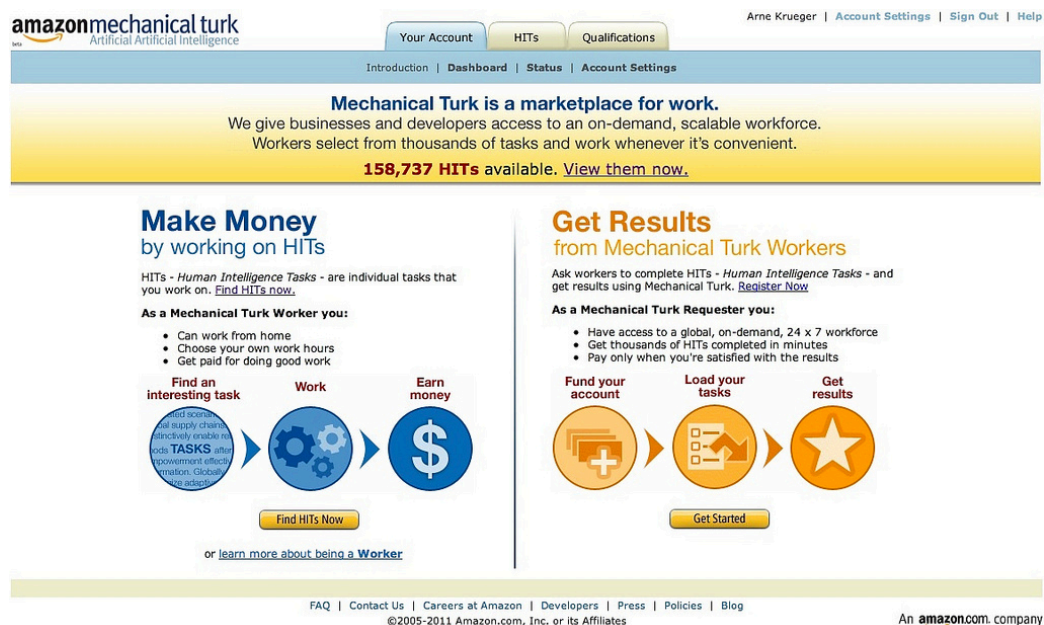 amazonmechanical turk
beta
Artificial Artificial Intelligence
Arne Krueger | Account Settings | Sign Out | Help
Your Account
HITs
Qualifications
Introduction | Dashboard | Status | Account Settings
Mechanical Turk is a marketplace for work.
We give businesses and developers access to an on-demand, scalable workforce.
Workers select from thousands of tasks and work whenever it's convenient.
158,737 HITs available. View them now.
Make Money
by working on HITs
HITs - Human Intelligence Tasks - are individual tasks that
you work on. Find HITs now.
As a Mechanical Turk Worker you:
• Can work from home
• Choose your own work hours
• Get paid for doing good work
Find an
interesting task
Work
Earn
money
supply chains
enable
TASKS after
mation. Globally
adaptiv
$
Find HITs Now
or learn more about being a Worker
Get Results
from Mechanical Turk Workers
Ask workers to complete HITs - Human Intelligence Tasks - and
get results using Mechanical Turk. Register Now
As a Mechanical Turk Requester you:
• Have access to a global, on-demand, 24 x 7 workforce
• Get thousands of HITs completed in minutes
• Pay only when you're satisfied with the results
Fund your
account
Load your
tasks
Get
results
Get Started
FAQ | Contact Us | Careers at Amazon | Developers | Press | Policies | Blog
©2005-2011 Amazon.com, Inc. or its Affiliates
An amazon.com. company